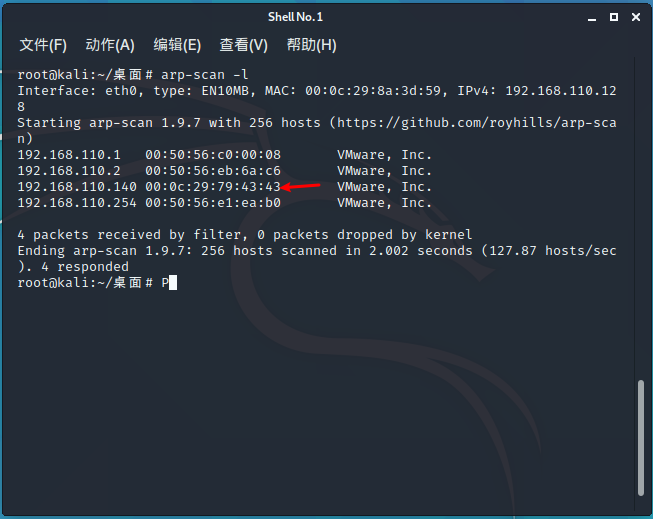 Shell No. 1
文件(F) 动作(A) 编辑(E) 查看(V) 帮助(H)
root@kali:~/桌面# arp-scan -l
Interface: eth0, type: EN10MB, MAC: 00:0c:29:8a:3d:59, IPv4: 192.168.110.12
8
Starting arp-scan 1.9.7 with 256 hosts (https://github.com/royhills/arp-sca
n)
192.168.110.1 00:50:56:c0:00:08 VMware, Inc.
192.168.110.2 00:50:56:eb:6a:c6 VMware, Inc.
192.168.110.140 00:0c:29:79:43:43 VMware, Inc.
192.168.110.254 00:50:56:e1:ea:b0 VMware, Inc.
4 packets received by filter, 0 packets dropped by kernel
Ending arp-scan 1.9.7: 256 hosts scanned in 2.002 seconds (127.87 hosts/sec
). 4 responded
root@kali:~/桌面# P